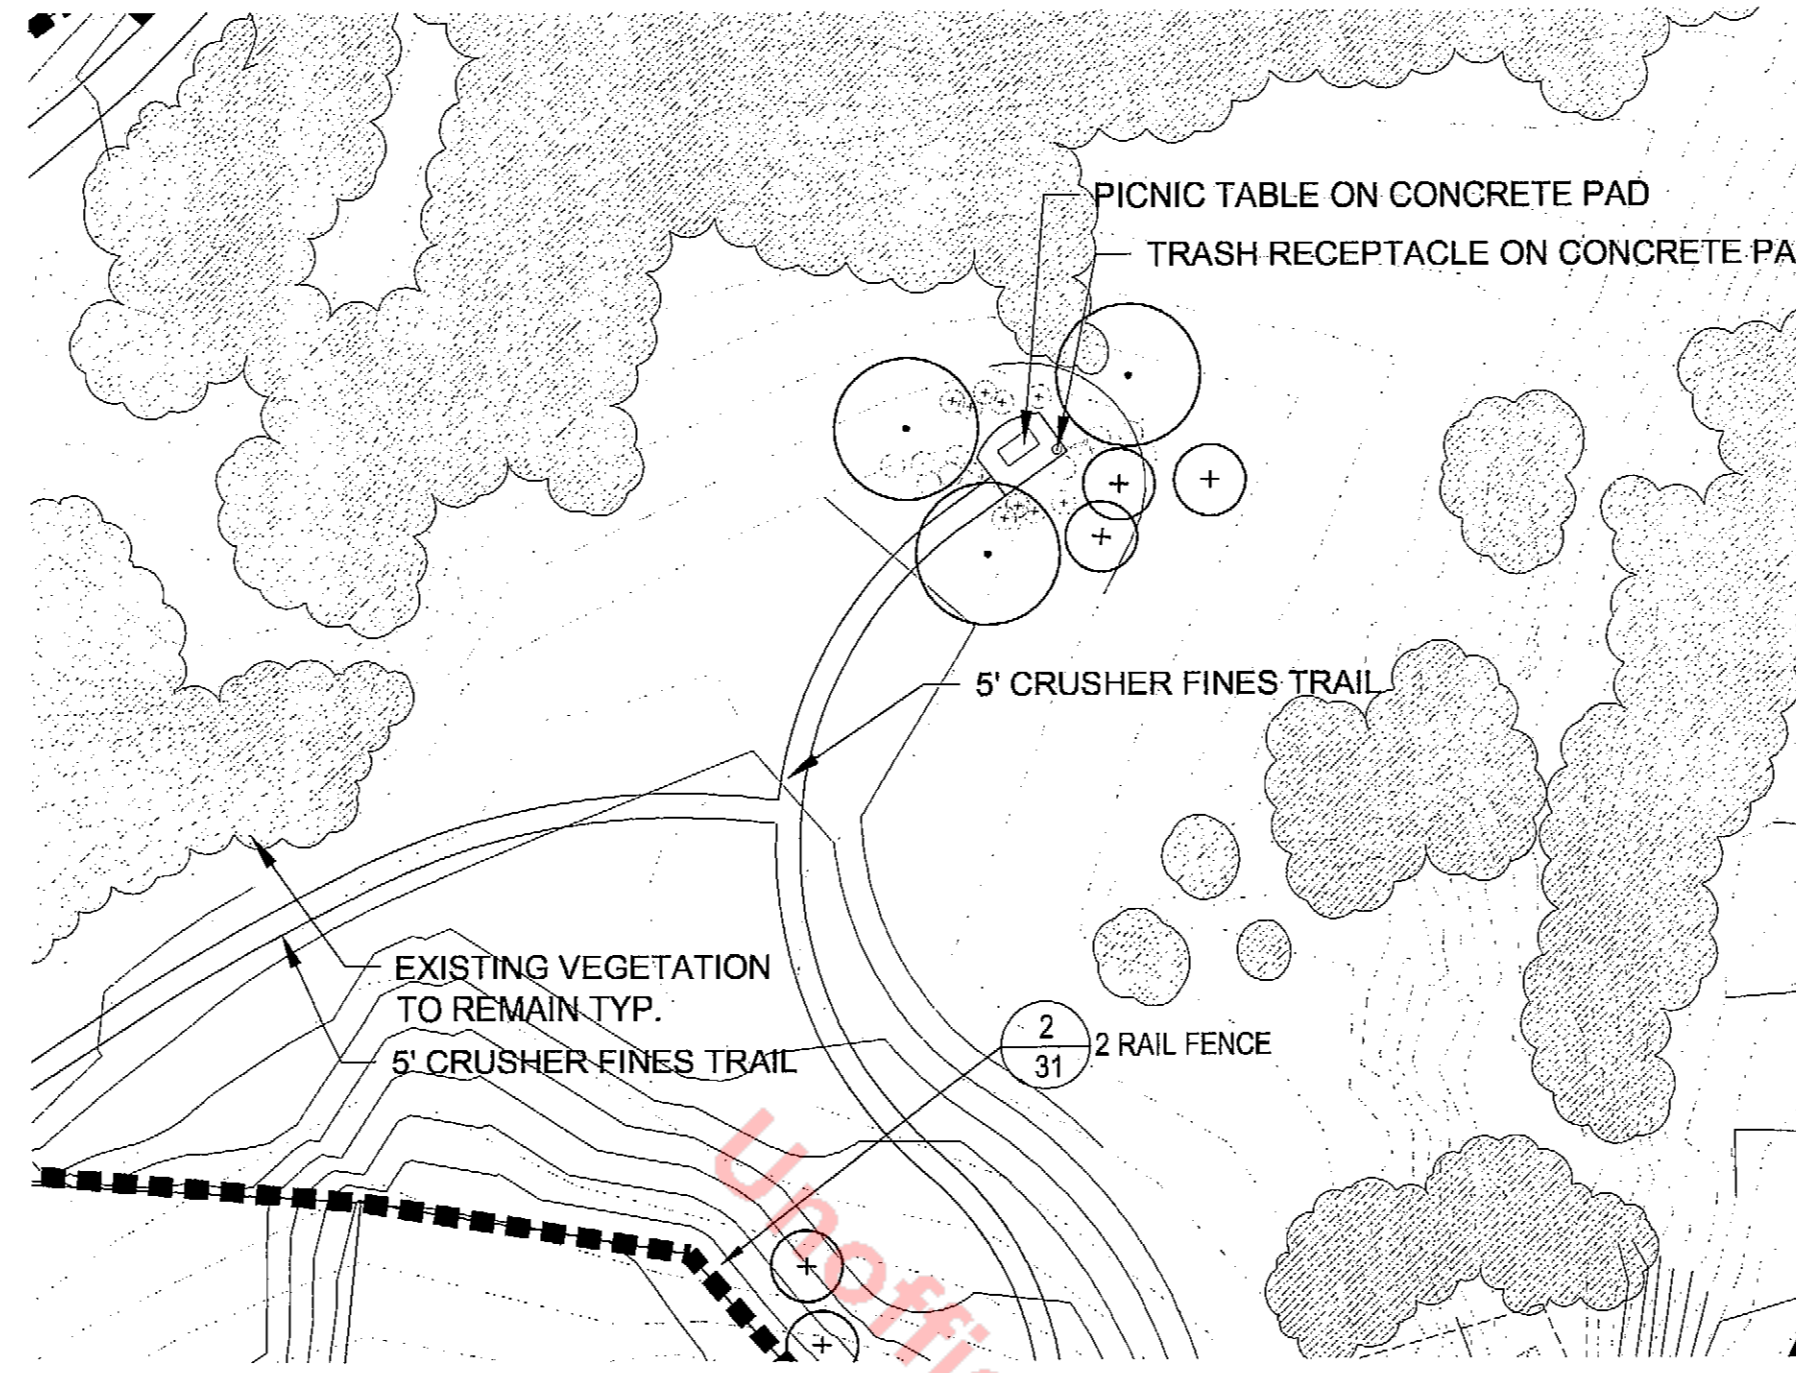 PICNIC TABLE ON CONCRETE PAD
TRASH RECEPTACLE ON CONCRETE PA
5' CRUSHER FINES TRAIL
EXISTING VEGETATION
TO REMAIN TYP.
5' CRUSHER FINES TRAIL
2
31
2 RAIL FENCE
Unoffi